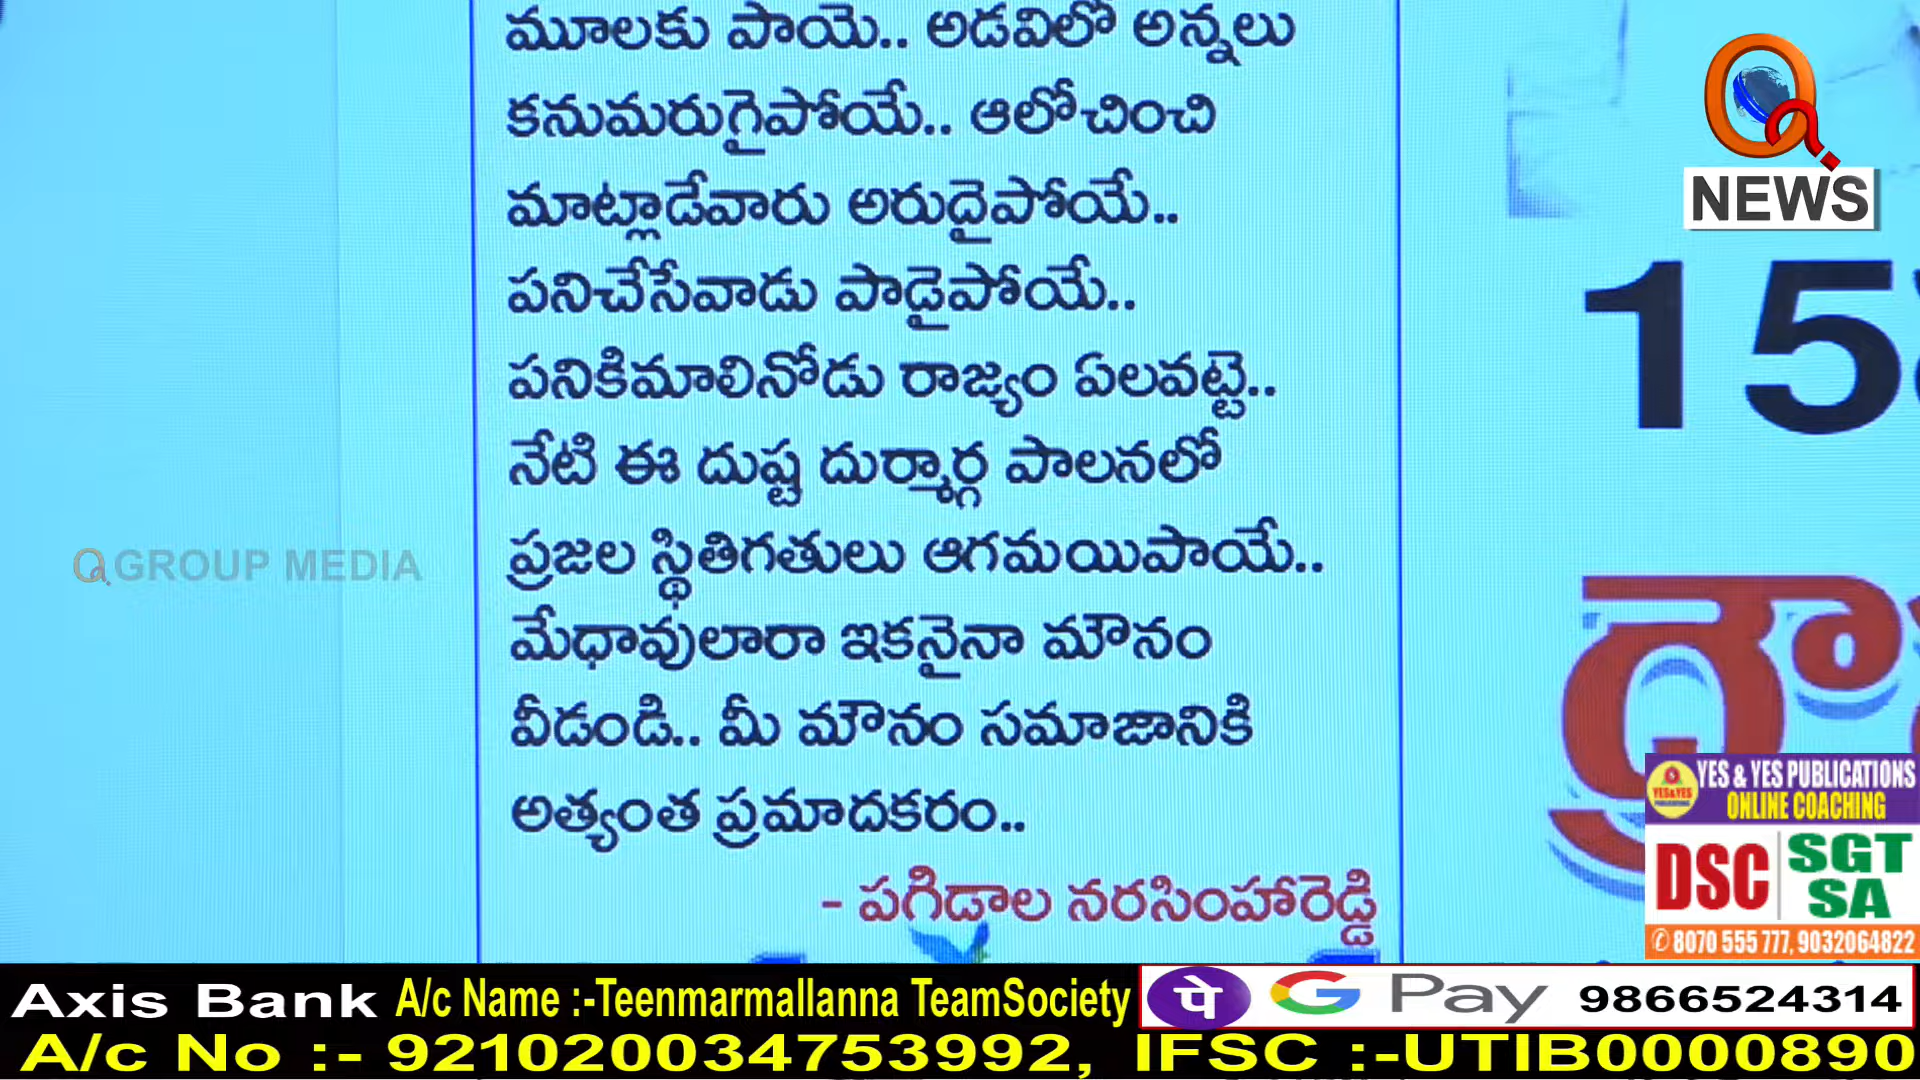 మూలకు పాయె.. అడవిలో అన్నలు
కనుమరుగైపోయే.. ఆలోచించి
మాట్లాడేవారు అరుదైపోయే..
పనిచేసేవాడు పాడైపోయే..
పనికిమాలినోడు రాజ్యం ఏలవట్టె..
నేటి ఈ దుష్ట దుర్మార్గ పాలనలో
ప్రజల స్థితిగతులు ఆగమయిపాయే..
మేధావులారా ఇకనైనా మౌనం
వీడండి.. మీ మౌనం సమాజానికి
అత్యంత ప్రమాదకరం..
- పగిడాల నరసింహారెడ్డి
Q GROUP MEDIA
Q
NEWS
15
YES & YES PUBLICATIONS
YES&YES
ONLINE COACHING
DSC SGT
SA
8070 555 777, 9032064822
Axis Bank A/c Name :-Teenmarmallanna TeamSociety
पे G Pay 9866524314
A/c No :- 921020034753992, IFSC :-UTIB0000890